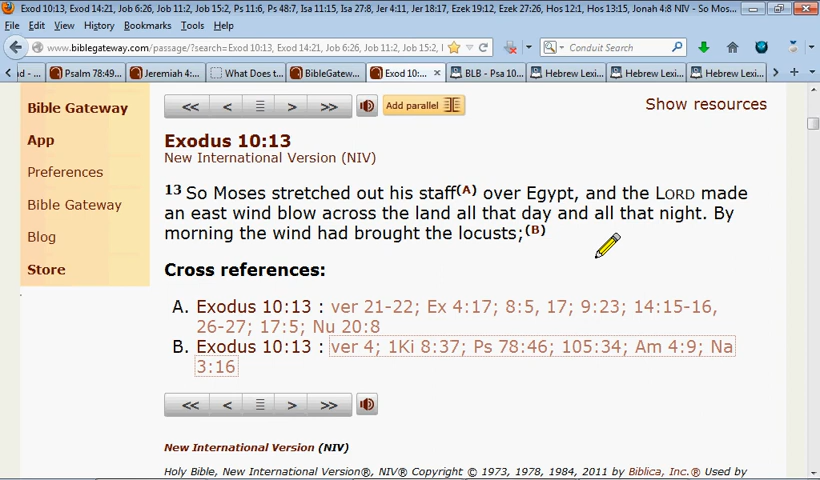 Exod 10:13, Exod 14:21, Job 6:26, Job 11:2, Job 15:2, Ps 11:6, Ps 48:7, Isa 11:15, Isa 27:8, Jer 4:11, Jer 18:17, Ezek 19:12, Ezek 27:26, Hos 12:1, Hos 13:15, Jonah 4:8 NIV - So Mos...
File Edit View History Bookmarks Tools Help
www.biblegateway.com/passage/?search=Exod 10:13, Exod 14:21, Job 6:26, Job 11:2, Job 15:2,
Conduit Search
nd - ... Psalm 78:49... Jeremiah 4:... What Does t... BibleGatew... Exod 10:... BLB - Psa 10... Hebrew Lexi... Hebrew Lexi... Hebrew Lexi...
Bible Gateway
App
Preferences
Bible Gateway
Blog
Store
<< < > >> Add parallel Show resources
Exodus 10:13
New International Version (NIV)
13 So Moses stretched out his staff(A) over Egypt, and the LORD made
an east wind blow across the land all that day and all that night. By
morning the wind had brought the locusts;(B)
Cross references:
A. Exodus 10:13 : ver 21-22; Ex 4:17; 8:5, 17; 9:23; 14:15-16,
26-27; 17:5; Nu 20:8
B. Exodus 10:13 : ver 4; 1Ki 8:37; Ps 78:46; 105:34; Am 4:9; Na
3:16
<< < > >>
New International Version (NIV)
Holy Bible, New International Version®, NIV® Copyright © 1973, 1978, 1984, 2011 by Biblica, Inc.® Used by